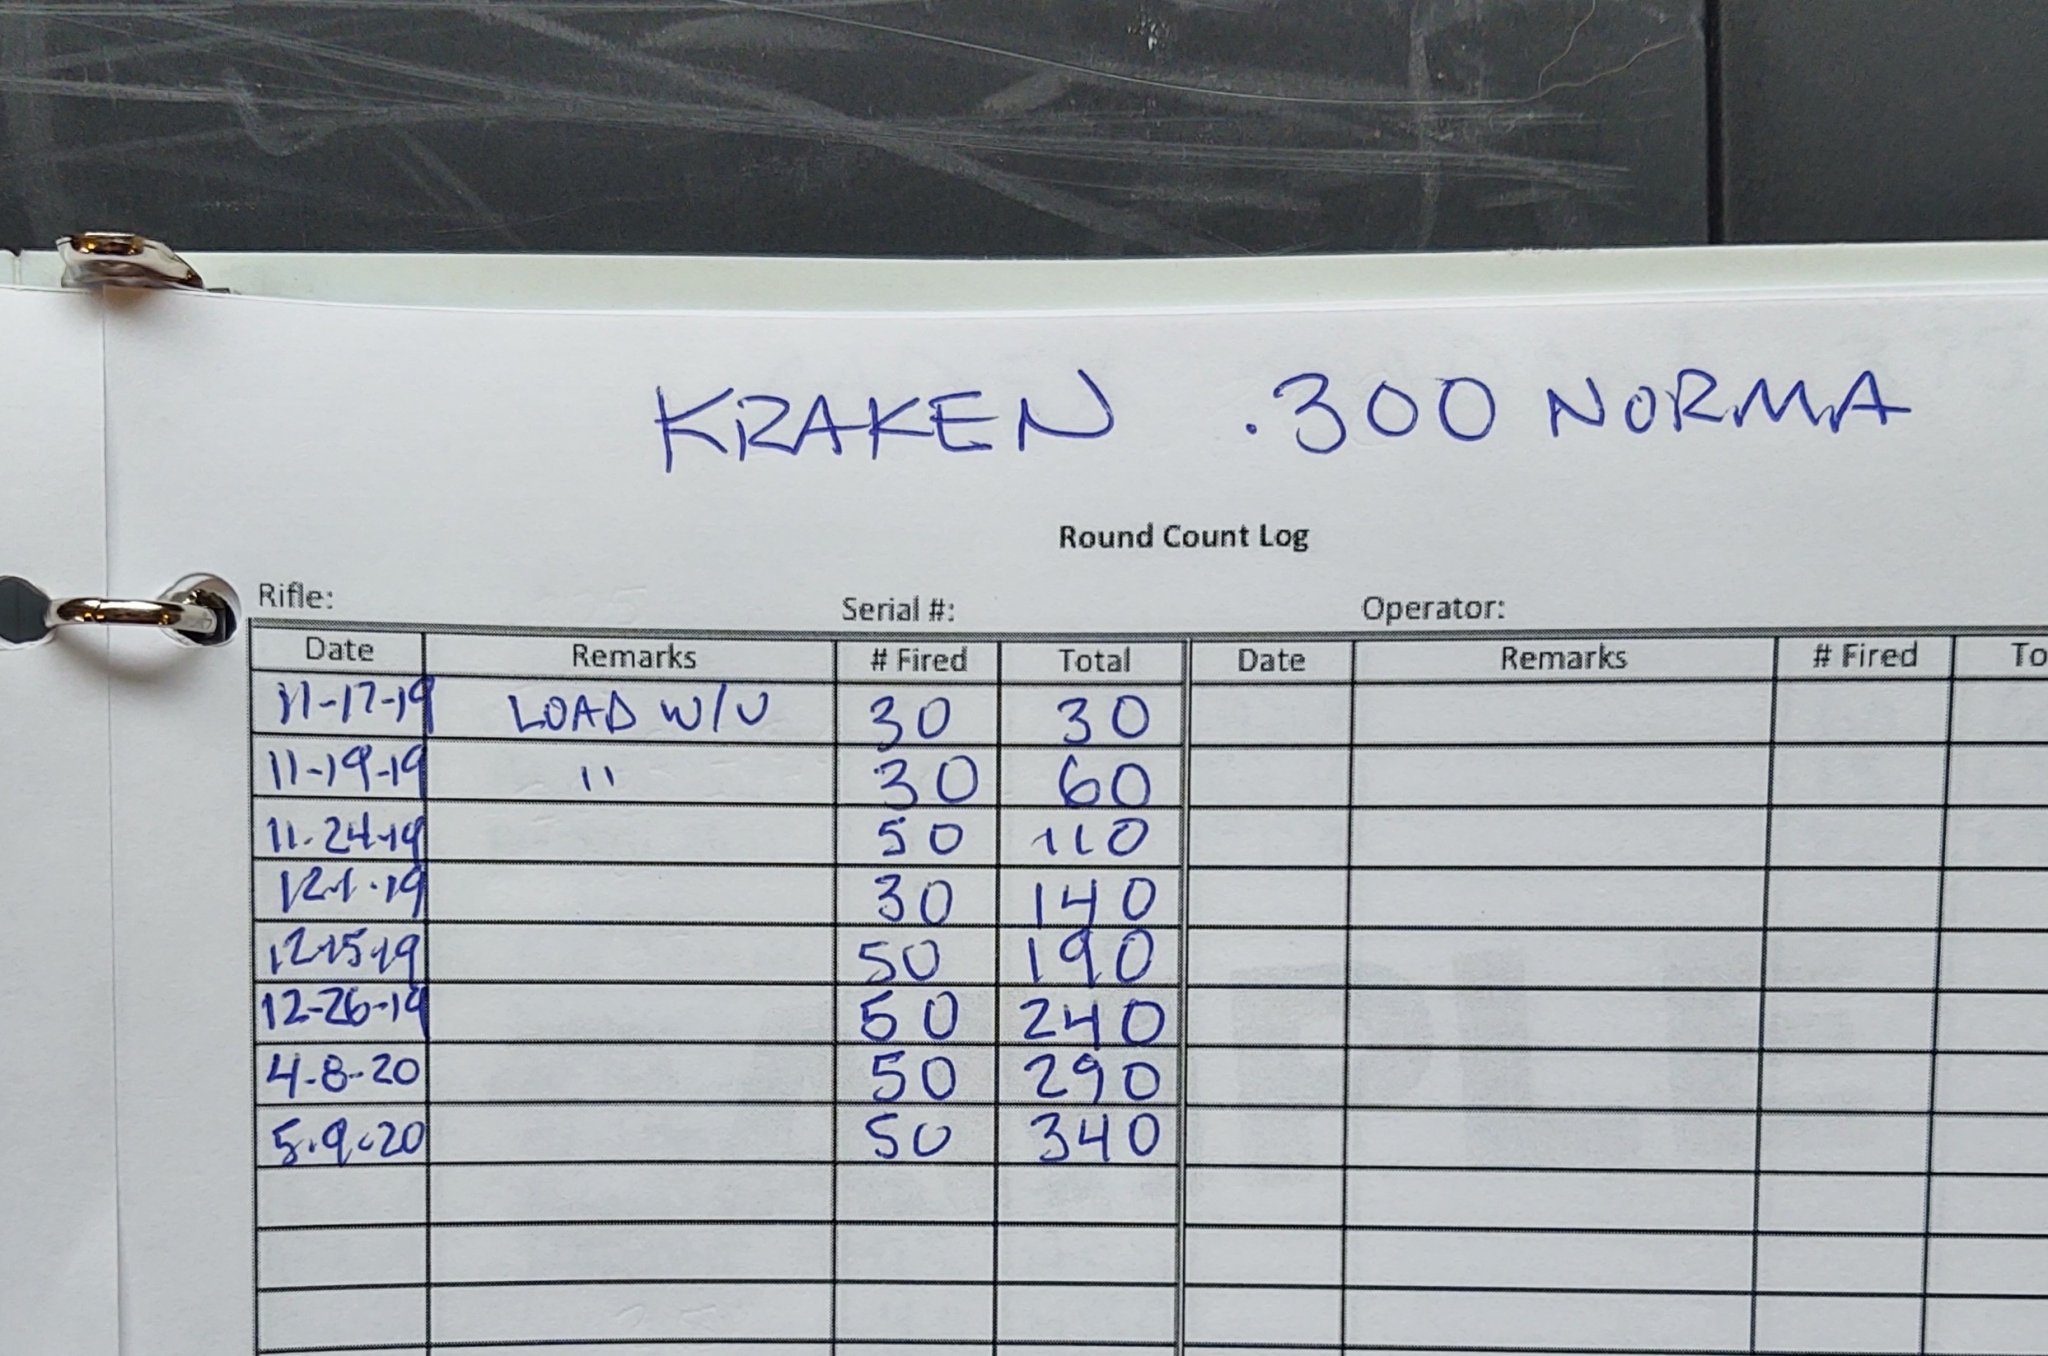 KRAKEN .300 NORMA
Round Count Log
Rifle: Serial #: Operator:
Date Remarks # Fired Total Date Remarks # Fired To
11-17-19 LOAD W/U 30 30
11-19-19 " 30 60
11-24-19 50 110
12-1-19 30 140
12-15-19 50 190
12-26-19 50 240
4-8-20 50 290
5-9-20 50 340